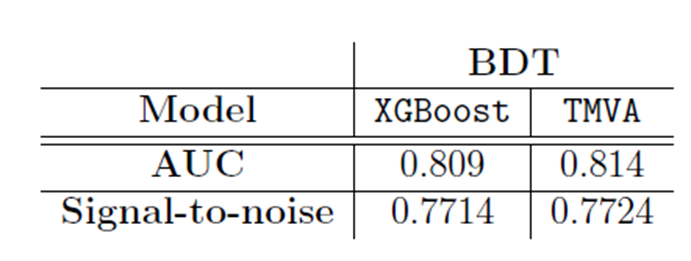 BDT
Model XGBoost TMVA
AUC 0.809 0.814
Signal-to-noise 0.7714 0.7724